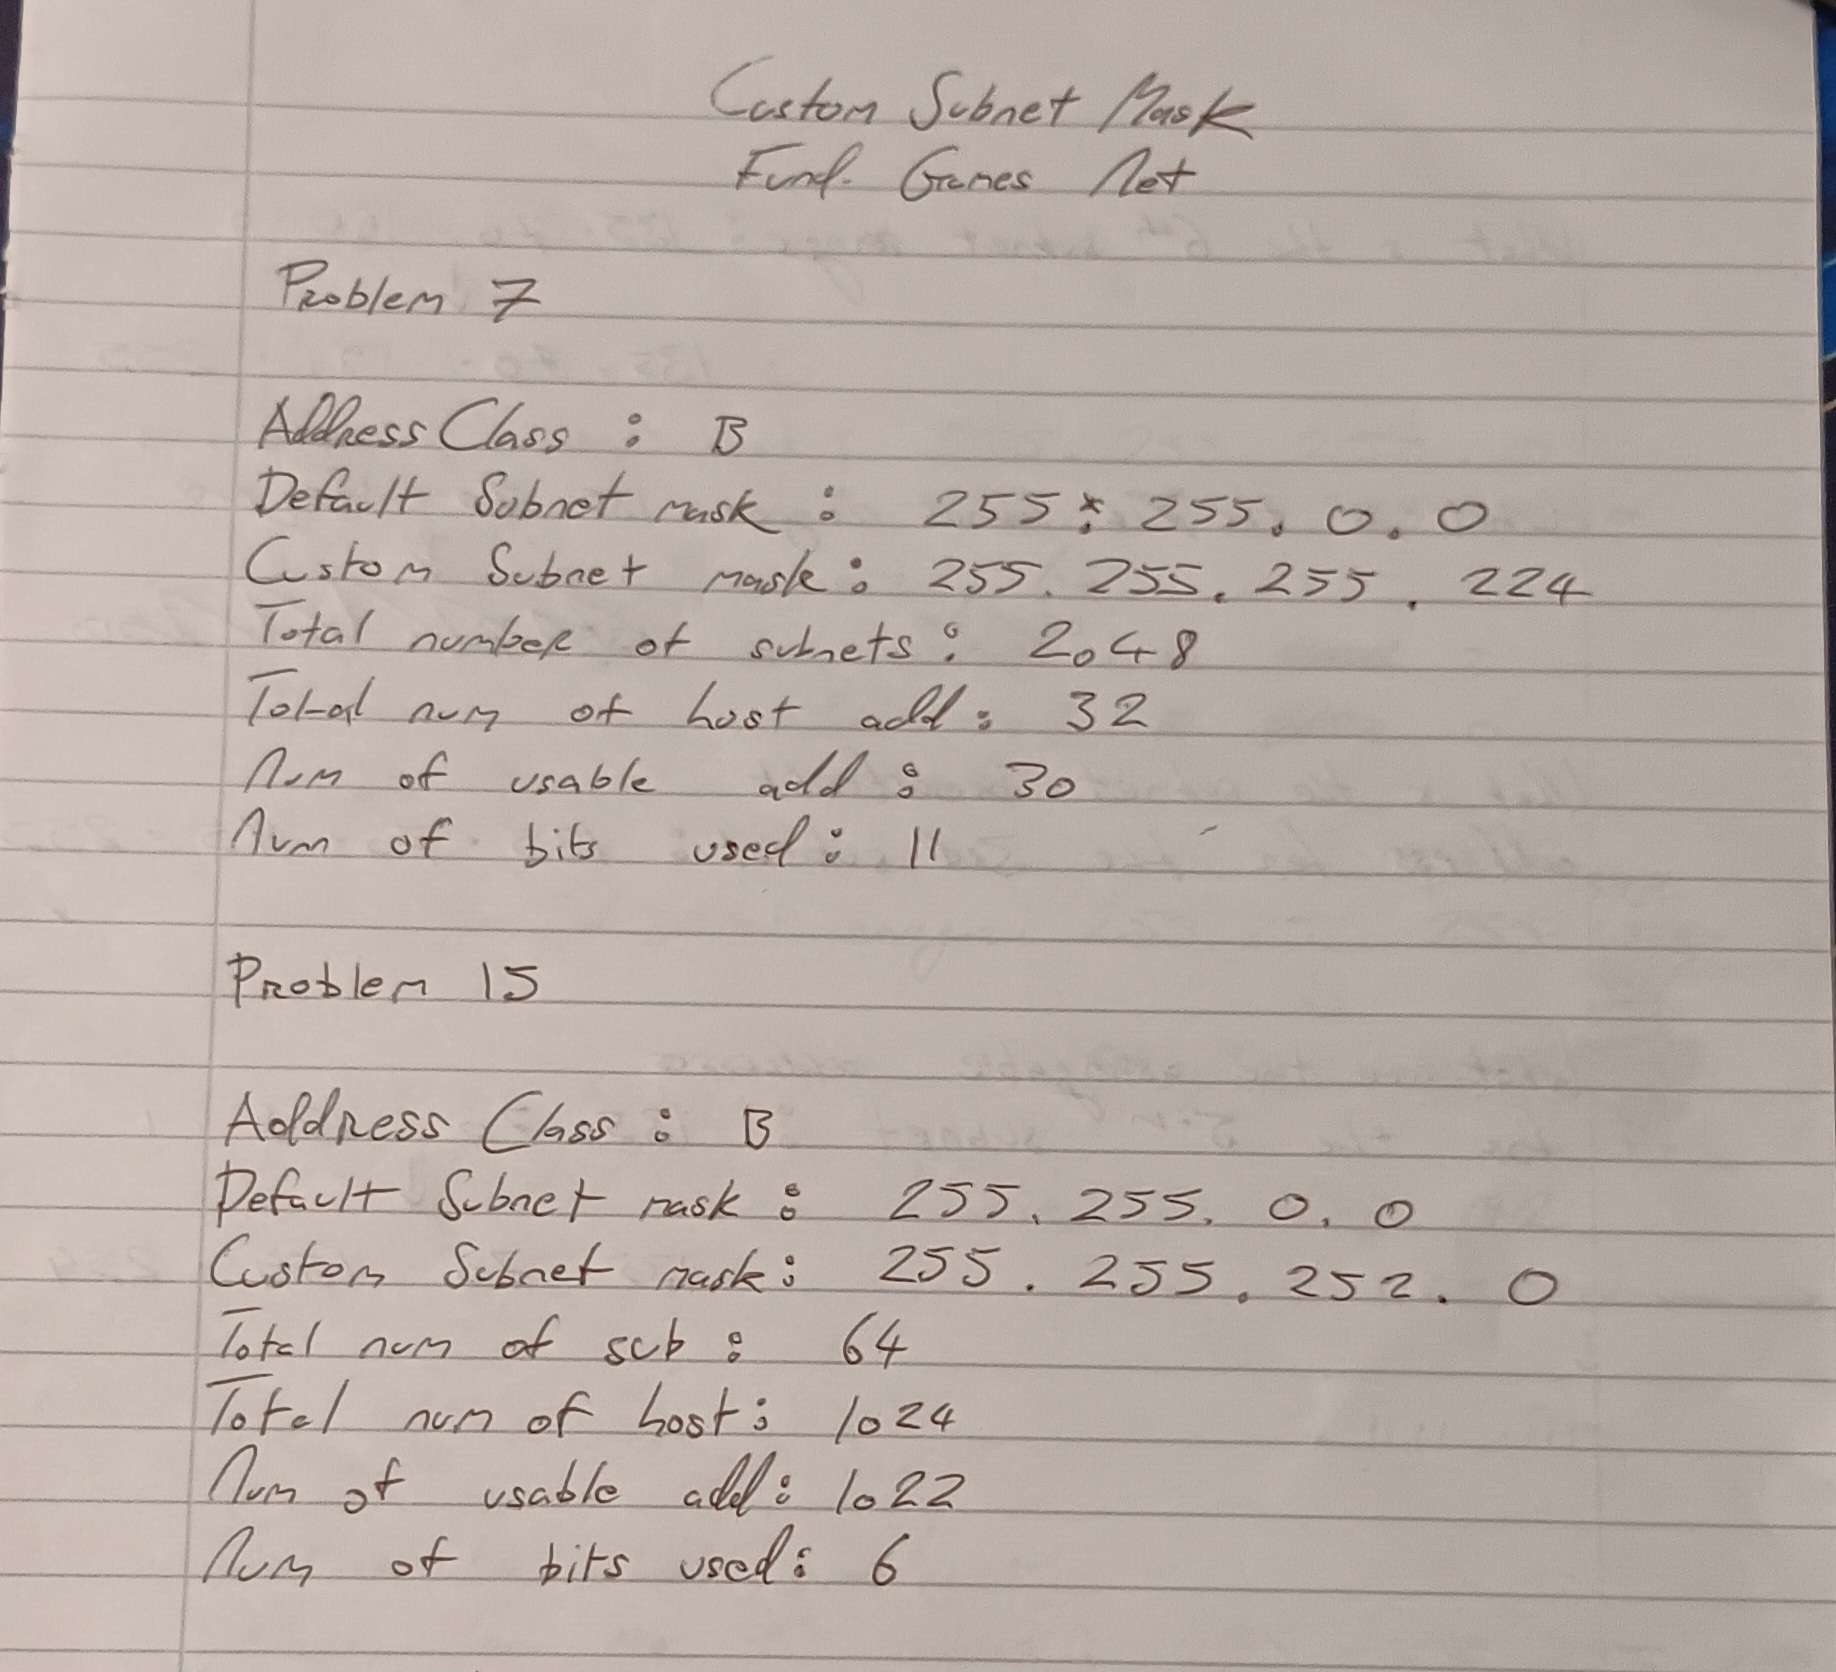 Custom Subnet Mask
Fund. Games Net
Problem 7
Address Class : B
Default Subnet mask : 255. 255. 0. 0
Custom Subnet mask : 255. 255. 255. 224
Total number of subnets : 2048
Total num of host add : 32
Num of usable add : 30
Num of bits used : 11
Problem 15
Address Class : B
Default Subnet mask : 255. 255. 0. 0
Custom Subnet mask : 255. 255. 252. 0
Total num of sub : 64
Total num of host : 1024
Num of usable add : 1022
Num of bits used : 6